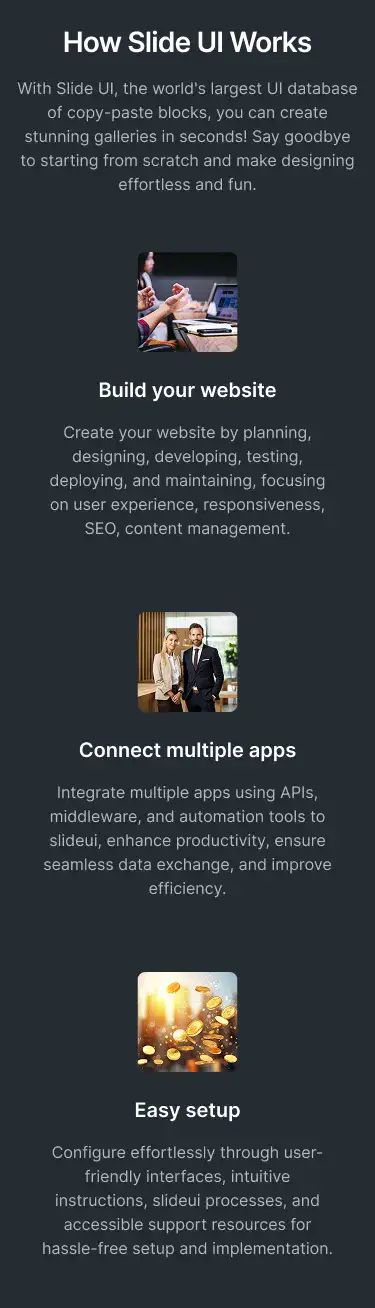 How Slide UI Works
With Slide UI, the world's largest UI database
of copy-paste blocks, you can create
stunning galleries in seconds! Say goodbye
to starting from scratch and make designing
effortless and fun.
Build your website
Create your website by planning,
designing, developing, testing,
deploying, and maintaining, focusing
on user experience, responsiveness,
SEO, content management.
Connect multiple apps
Integrate multiple apps using APIs,
middleware, and automation tools to
slideui, enhance productivity, ensure
seamless data exchange, and improve
efficiency.
Easy setup
Configure effortlessly through user-
friendly interfaces, intuitive
instructions, slideui processes, and
accessible support resources for
hassle-free setup and implementation.